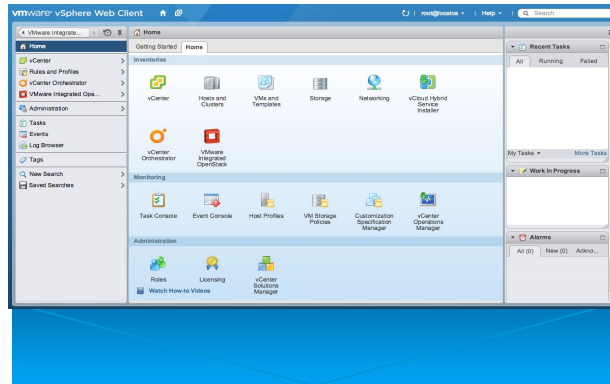 vmware® vSphere Web Client
root@localos
Help
Search
VMware Integrate...
Home
vCenter
Rules and Profiles
vCenter Orchestrator
VMware Integrated Ope...
Administration
Tasks
Events
Log Browser
Tags
New Search
Saved Searches
Home
Getting Started
Home
Inventories
vCenter
Hosts and
Clusters
VMs and
Templates
Storage
Networking
vCloud Hybrid
Service
Installer
vCenter
Orchestrator
VMware
Integrated
OpenStack
Monitoring
Task Console
Event Console
Host Profiles
VM Storage
Policies
Customization
Specification
Manager
vCenter
Operations
Manager
Administration
Roles
Licensing
vCenter
Solutions
Manager
Watch How-to Videos
Recent Tasks
All Running Failed
My Tasks More Tasks
Work In Progress
Alarms
All (0) New (0) Ackno...